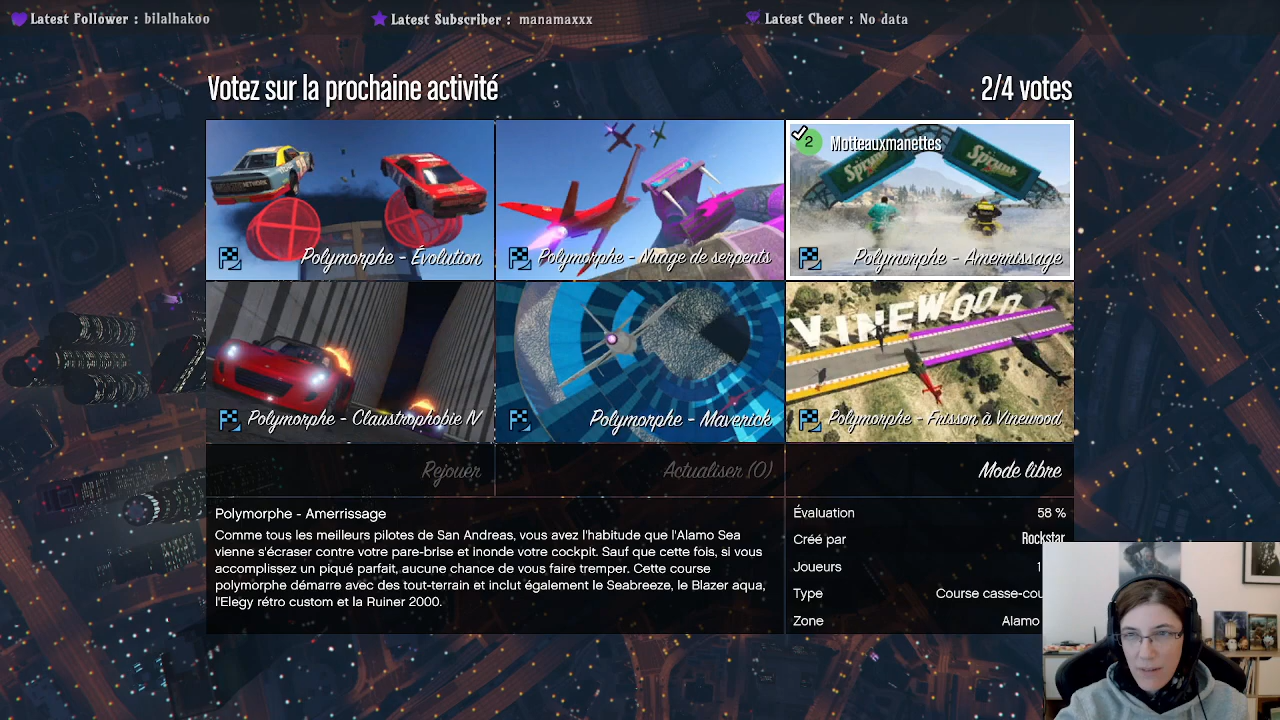 Latest Follower : bilalhakoo
Latest Subscriber : manamaxxx
Latest Cheer : No data
Votez sur la prochaine activité
2/4 votes
Polymorphe - Évolution
Polymorphe - Nuage de serpents
2
Motteauxmanettes
Sprunk
Sprunk
Polymorphe - Amerrissage
Polymorphe - Claustrophobie IV
Polymorphe - Maverick
VINEWOOD
Polymorphe - Frisson à Vinewood
Rejouer
Actualiser (0)
Mode libre
Polymorphe - Amerrissage
Comme tous les meilleurs pilotes de San Andreas, vous avez l'habitude que l'Alamo Sea
vienne s'écraser contre votre pare-brise et inonde votre cockpit. Sauf que cette fois, si vous
accomplissez un piqué parfait, aucune chance de vous faire tremper. Cette course
polymorphe démarre avec des tout-terrain et inclut également le Seabreeze, le Blazer aqua,
l'Elegy rétro custom et la Ruiner 2000.
Évaluation 58 %
Créé par Rockstar
Joueurs 1
Type Course casse-cou
Zone Alamo